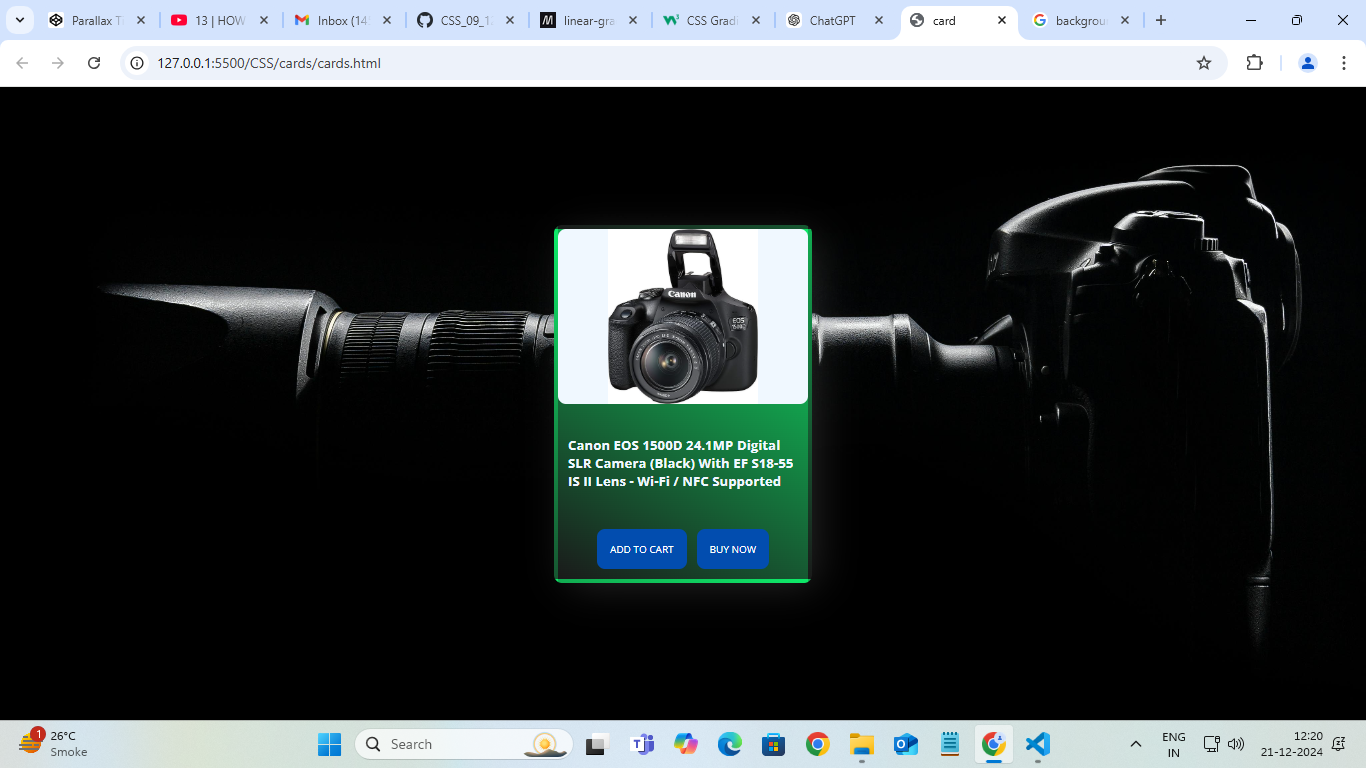 Parallax T
13 | HOW
Inbox (14
CSS_09_1
linear-gra
CSS Gradi
ChatGPT
card
backgrou
127.0.0.1:5500/CSS/cards/cards.html
Canon
EOS
Canon EOS 1500D 24.1MP Digital
SLR Camera (Black) With EF S18-55
IS II Lens - Wi-Fi / NFC Supported
ADD TO CART
BUY NOW
1
26°C
Smoke
Search
ENG
IN
12:20
21-12-2024